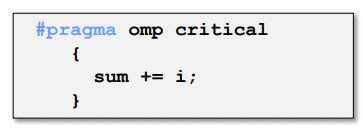 #pragma omp critical
{
sum += i;
}